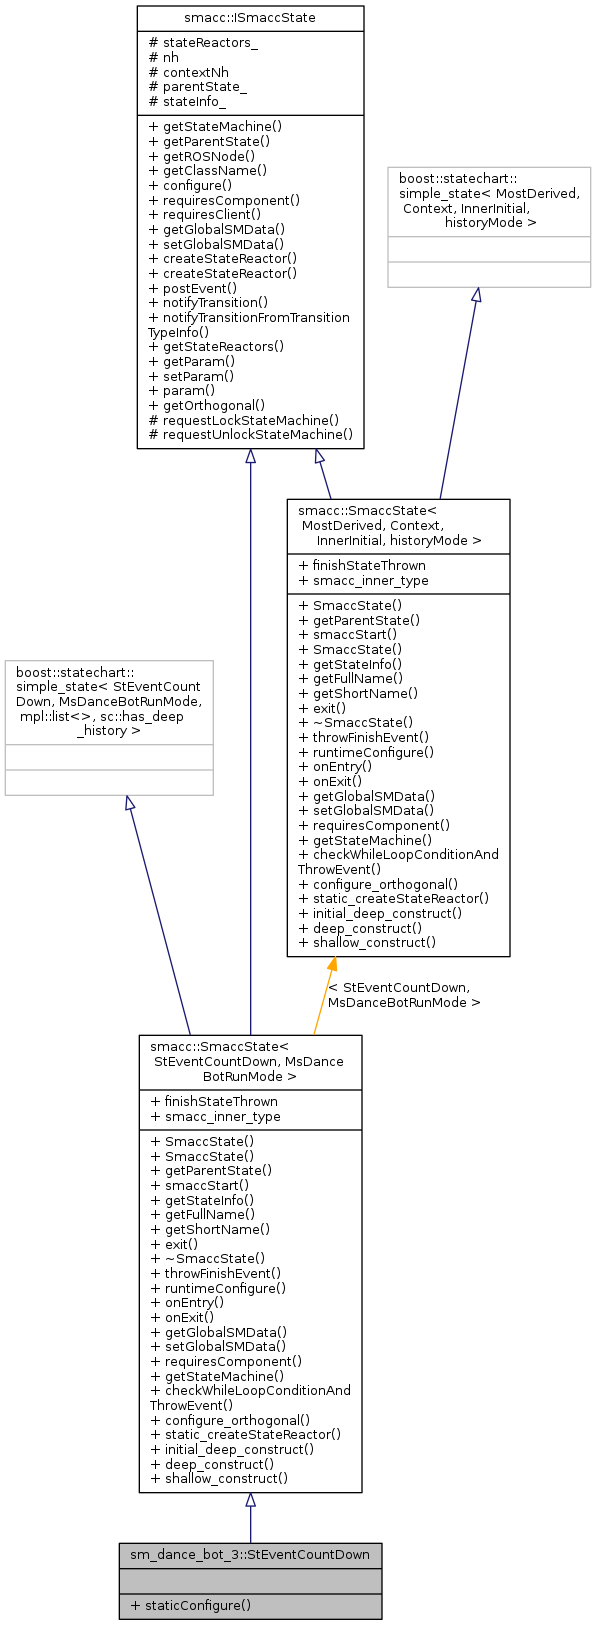 smacc::ISmaccState
# stateReactors_
# nh
# contextNh
# parentState_
# stateInfo_
+ getStateMachine()
+ getParentState()
+ getROSNode()
+ getClassName()
+ configure()
+ requiresComponent()
+ requiresClient()
+ getGlobalSMData()
+ setGlobalSMData()
+ createStateReactor()
+ createStateReactor()
+ postEvent()
+ notifyTransition()
+ notifyTransitionFromTransition
TypeInfo()
+ getStateReactors()
+ getParam()
+ setParam()
+ param()
+ getOrthogonal()
# requestLockStateMachine()
# requestUnlockStateMachine()
boost::statechart::
simple_state< MostDerived,
Context, InnerInitial,
historyMode >
smacc::SmaccState<
MostDerived, Context,
InnerInitial, historyMode >
+ finishStateThrown
+ smacc_inner_type
+ SmaccState()
+ getParentState()
+ smaccStart()
+ SmaccState()
+ getStateInfo()
+ getFullName()
+ getShortName()
+ exit()
+ ~SmaccState()
+ throwFinishEvent()
+ runtimeConfigure()
+ onEntry()
+ onExit()
+ getGlobalSMData()
+ setGlobalSMData()
+ requiresComponent()
+ getStateMachine()
+ checkWhileLoopConditionAnd
ThrowEvent()
+ configure_orthogonal()
+ static_createStateReactor()
+ initial_deep_construct()
+ deep_construct()
+ shallow_construct()
boost::statechart::
simple_state< StEventCount
Down, MsDanceBotRunMode,
mpl::list<>, sc::has_deep
_history >
< StEventCountDown,
MsDanceBotRunMode >
smacc::SmaccState<
StEventCountDown, MsDance
BotRunMode >
+ finishStateThrown
+ smacc_inner_type
+ SmaccState()
+ SmaccState()
+ getParentState()
+ smaccStart()
+ getStateInfo()
+ getFullName()
+ getShortName()
+ exit()
+ ~SmaccState()
+ throwFinishEvent()
+ runtimeConfigure()
+ onEntry()
+ onExit()
+ getGlobalSMData()
+ setGlobalSMData()
+ requiresComponent()
+ getStateMachine()
+ checkWhileLoopConditionAnd
ThrowEvent()
+ configure_orthogonal()
+ static_createStateReactor()
+ initial_deep_construct()
+ deep_construct()
+ shallow_construct()
sm_dance_bot_3::StEventCountDown
+ staticConfigure()